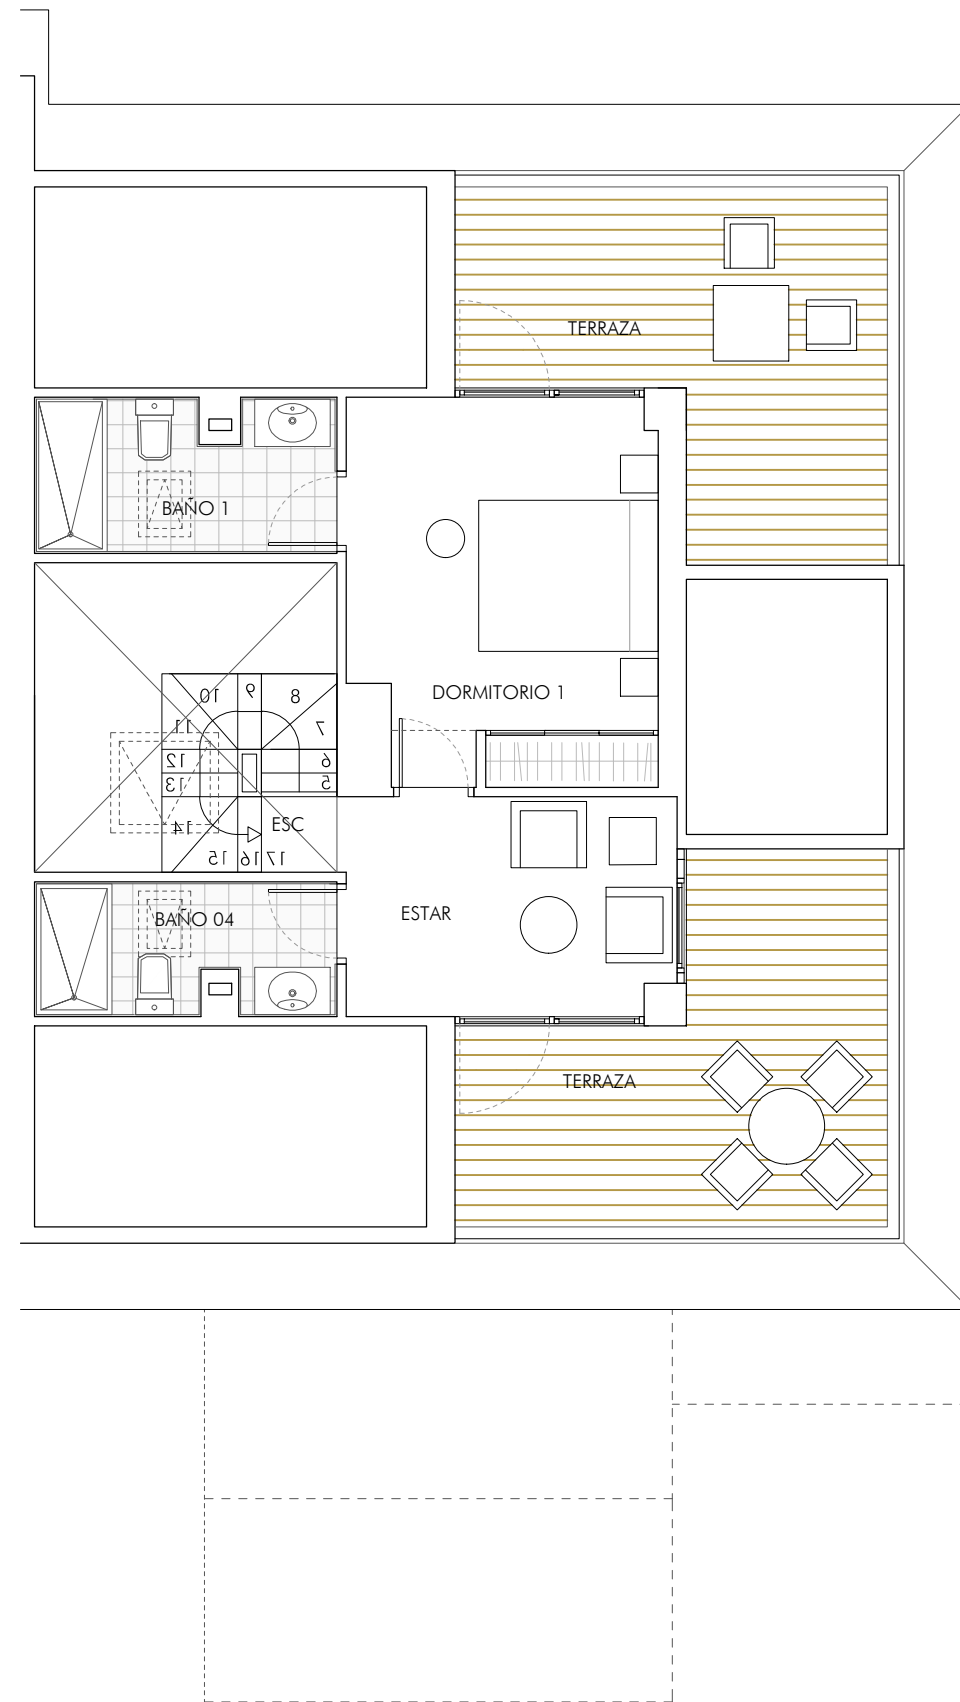 TERRAZA
BAÑO 1
DORMITORIO 1
10 9 8
11 7
12 6
13 5
14 ESC
15 16 17
BAÑO 04
ESTAR
TERRAZA